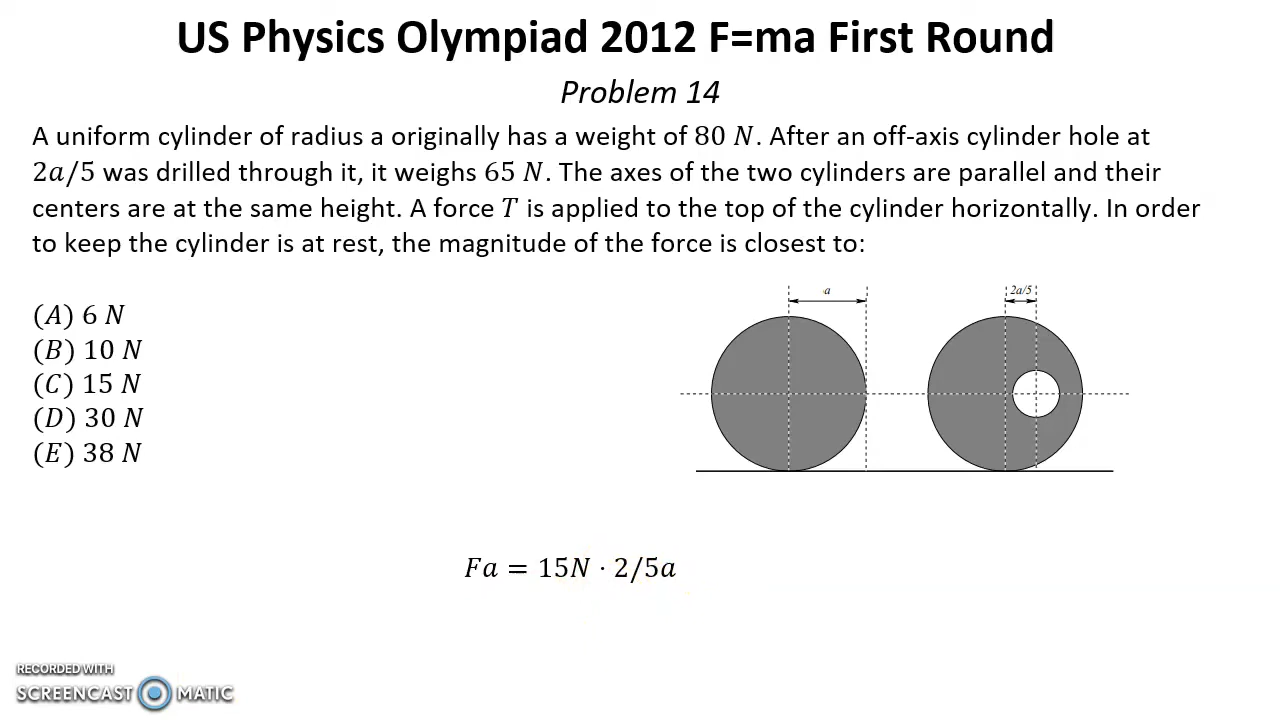 US Physics Olympiad 2012 F=ma First Round
Problem 14
A uniform cylinder of radius a originally has a weight of 80 N. After an off-axis cylinder hole at
2a/5 was drilled through it, it weighs 65 N. The axes of the two cylinders are parallel and their
centers are at the same height. A force T is applied to the top of the cylinder horizontally. In order
to keep the cylinder is at rest, the magnitude of the force is closest to:
(A) 6 N
(B) 10 N
(C) 15 N
(D) 30 N
(E) 38 N
a
2a/5
Fa = 15N · 2/5a
RECORDED WITH
SCREENCAST MATIC